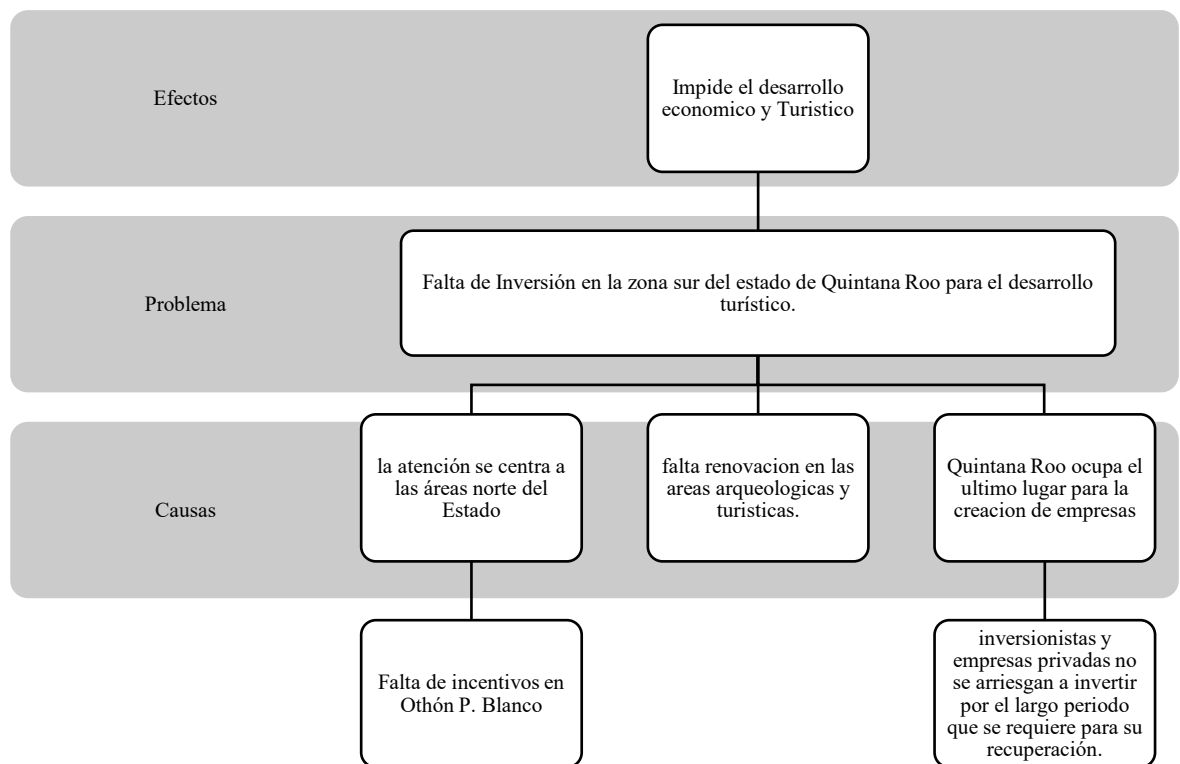 Efectos
Impide el desarrollo
economico y Turistico
Problema
Falta de Inversión en la zona sur del estado de Quintana Roo para el desarrollo
turístico.
Causas
la atención se centra a
las áreas norte del
Estado
falta renovacion en las
areas arqueologicas y
turisticas.
Quintana Roo ocupa el
ultimo lugar para la
creacion de empresas
Falta de incentivos en
Othón P. Blanco
inversionistas y
empresas privadas no
se arriesgan a invertir
por el largo periodo
que se requiere para su
recuperación.